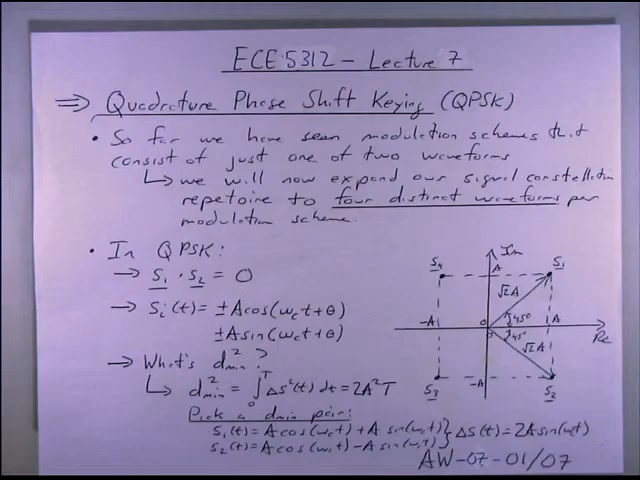 ECE 5312 – Lecture 7
⇒ Quadrature Phase Shift Keying (QPSK)
• So far we have seen modulation schemes that
consist of just one of two waveforms
↳ we will now expand our signal constellation
repetoire to four distinct waveforms per
modulation scheme.
• In QPSK:
→ S1 · S2 = 0
→ Si(t) = ±Acos(ωct+θ)
±Asin(ωct+θ)
→ What's d²min?
↳ d²min = ∫₀ᵀ Δs²(t) dt = 2A²T
Pick a dmin pair:
S1(t) = A cos(ωct) + A sin(ωct) } Δs(t) = 2A sin(ωct)
S2(t) = A cos(ωct) – A sin(ωct)
Im
S4 A S1
√2 A
45°
-A 0 A
0 Re
45°
√2 A
S3 -A S2
AW-07-01/07